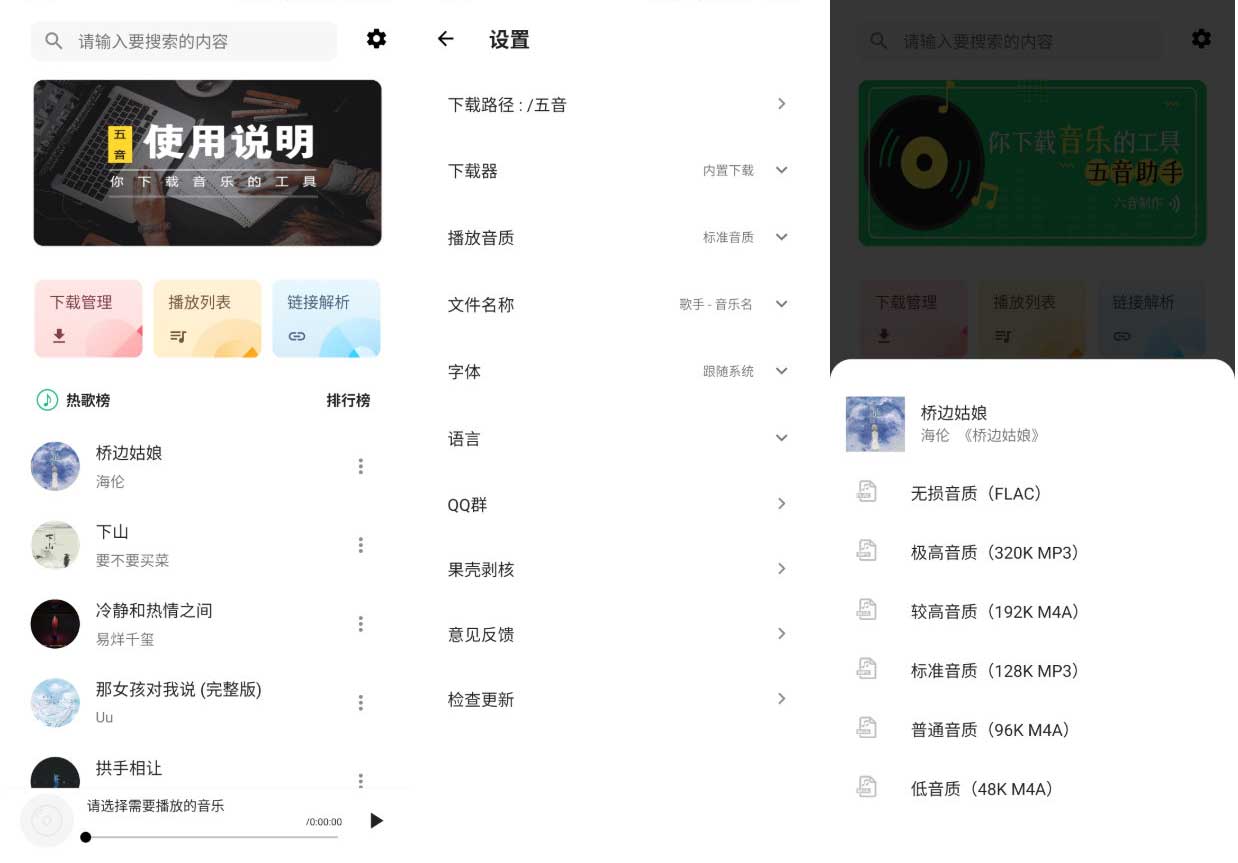 请输入要搜索的内容
五音
使用说明
你下载音乐的工具
下载管理
播放列表
链接解析
热歌榜
排行榜
桥边姑娘
海伦
下山
要不要买菜
冷静和热情之间
易烊千玺
那女孩对我说 (完整版)
Uu
拱手相让
请选择需要播放的音乐
/0:00:00
设置
下载路径 : /五音
下载器
内置下载
播放音质
标准音质
文件名称
歌手 - 音乐名
字体
跟随系统
语言
QQ群
果壳剥核
意见反馈
检查更新
请输入要搜索的内容
你下载音乐的工具
五音助手
六音制作
下载管理
播放列表
链接解析
桥边姑娘
海伦 《桥边姑娘》
无损音质（FLAC）
极高音质（320K MP3）
较高音质（192K M4A）
标准音质（128K MP3）
普通音质（96K M4A）
低音质（48K M4A）